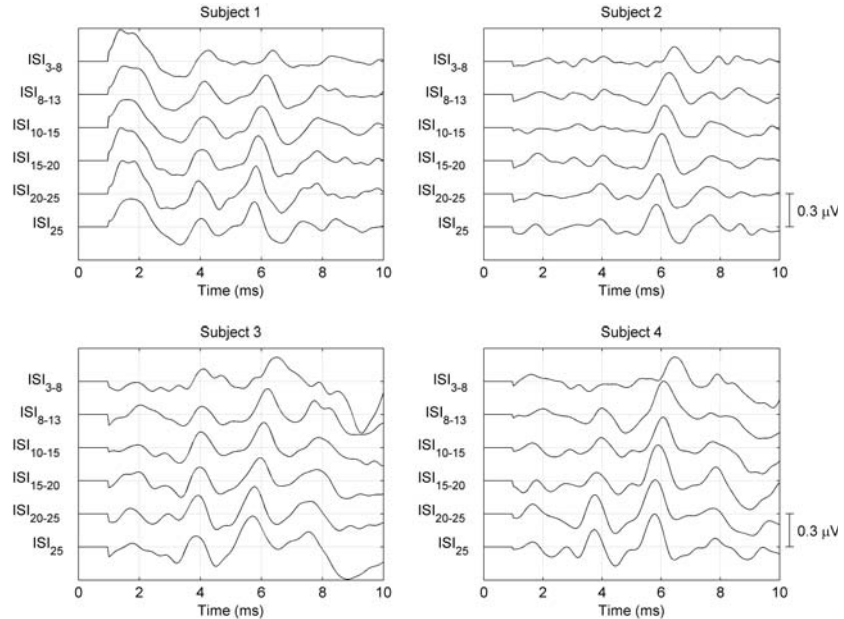 Subject 1
ISI3-8
ISI8-13
ISI10-15
ISI15-20
ISI20-25
ISI25
0 2 4 6 8 10
Time (ms)
Subject 2
ISI3-8
ISI8-13
ISI10-15
ISI15-20
ISI20-25
ISI25
0.3 μV
0 2 4 6 8 10
Time (ms)
Subject 3
ISI3-8
ISI8-13
ISI10-15
ISI15-20
ISI20-25
ISI25
0 2 4 6 8 10
Time (ms)
Subject 4
ISI3-8
ISI8-13
ISI10-15
ISI15-20
ISI20-25
ISI25
0.3 μV
0 2 4 6 8 10
Time (ms)